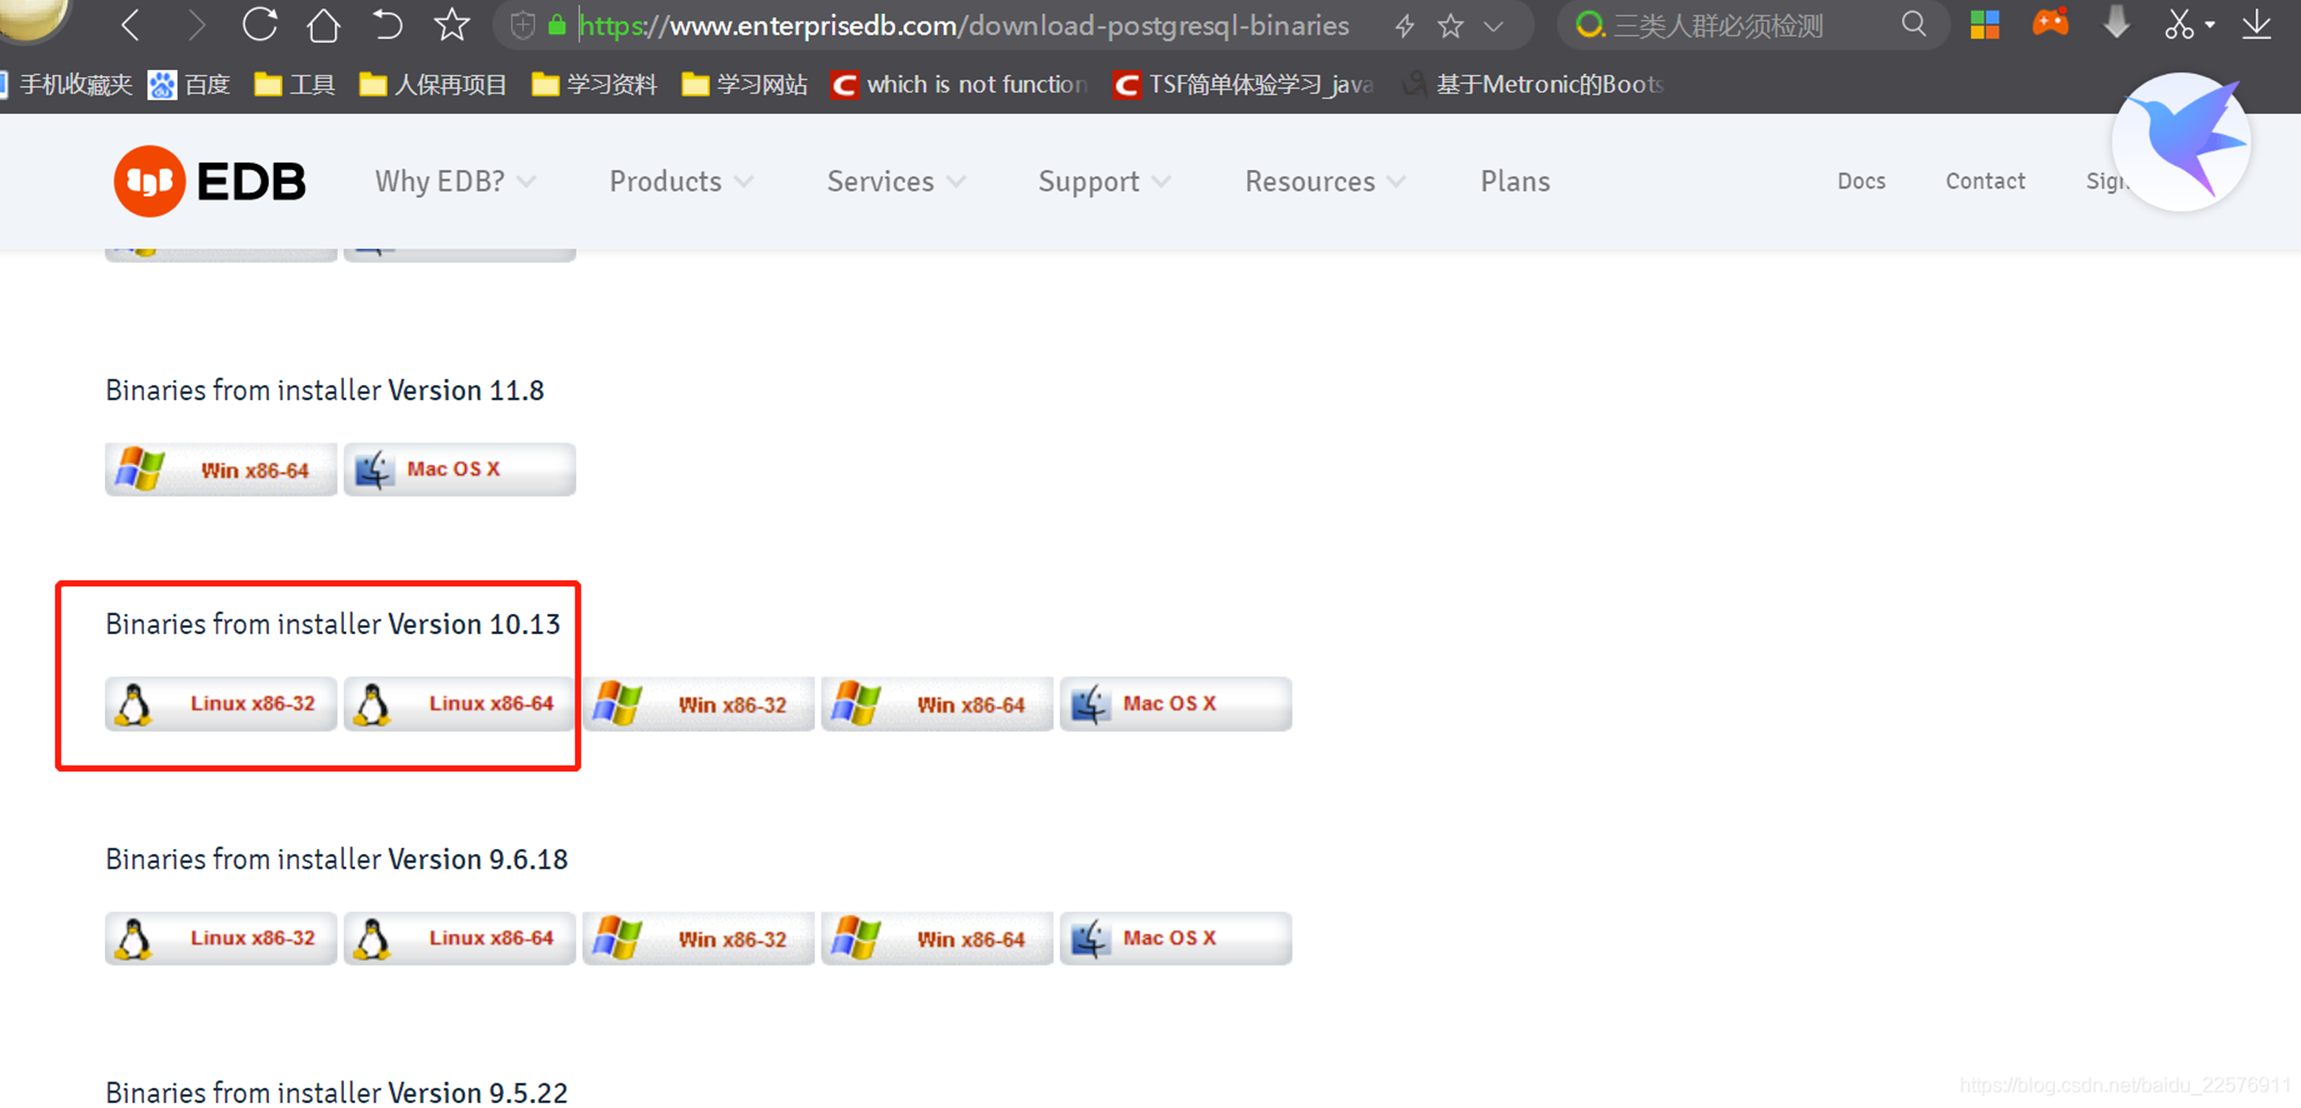 https://www.enterprisedb.com/download-postgresql-binaries
三类人群必须检测
手机收藏夹 百度 工具 人保再项目 学习资料 学习网站 which is not function TSF简单体验学习_java 基于Metronic的Boots
EDB Why EDB? Products Services Support Resources Plans Docs Contact Sign
Binaries from installer Version 11.8
Win x86-64 Mac OS X
Binaries from installer Version 10.13
Linux x86-32 Linux x86-64 Win x86-32 Win x86-64 Mac OS X
Binaries from installer Version 9.6.18
Linux x86-32 Linux x86-64 Win x86-32 Win x86-64 Mac OS X
Binaries from installer Version 9.5.22
https://blog.csdn.net/baidu_22576911